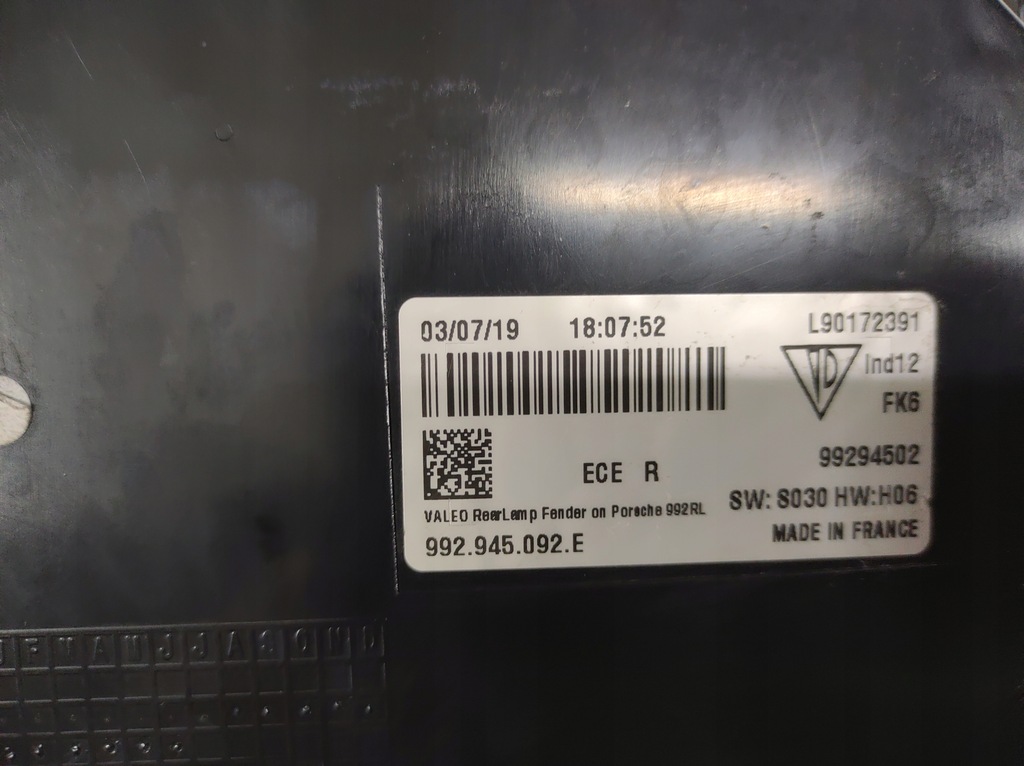 03/07/19 18:07:52 L90172391
Ind12
FK6
99294502
ECE R
SW: S030 HW:H06
VALEO RearLamp Fender on Porsche 992RL
992.945.092.E MADE IN FRANCE
J F M A M J J A S O N D